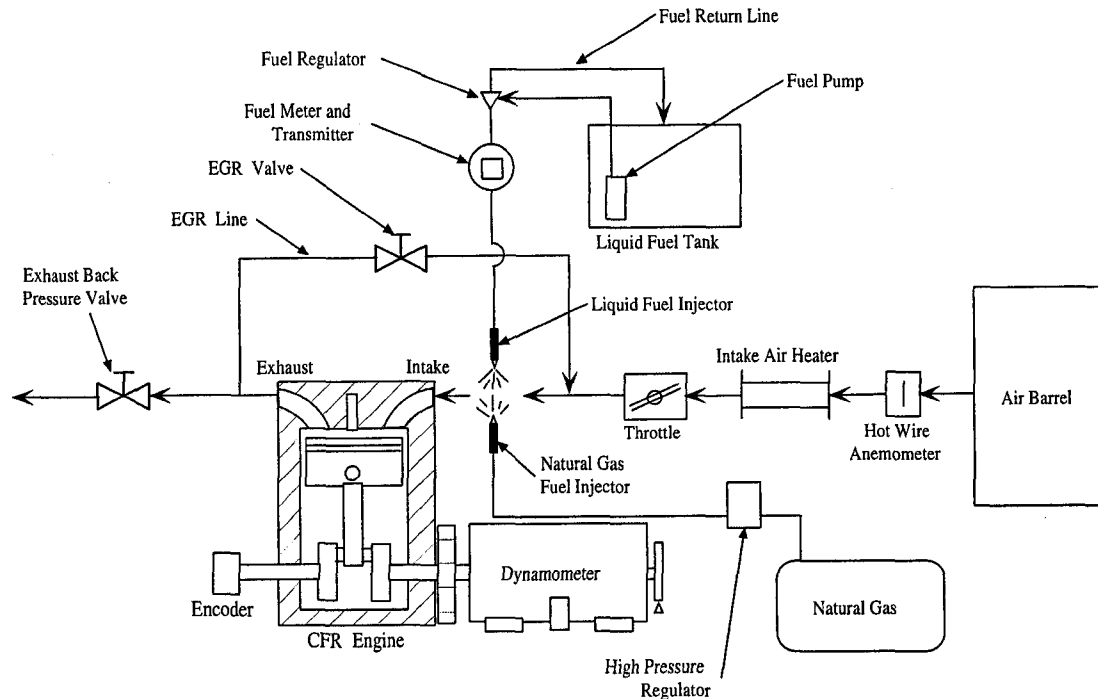 Fuel Return Line
Fuel Regulator
Fuel Pump
Fuel Meter and
Transmitter
EGR Valve
EGR Line
Liquid Fuel Tank
Exhaust Back
Pressure Valve
Liquid Fuel Injector
Exhaust
Intake
Intake Air Heater
Air Barrel
Throttle
Hot Wire
Anemometer
Natural Gas
Fuel Injector
Dynamometer
Encoder
Natural Gas
CFR Engine
High Pressure
Regulator